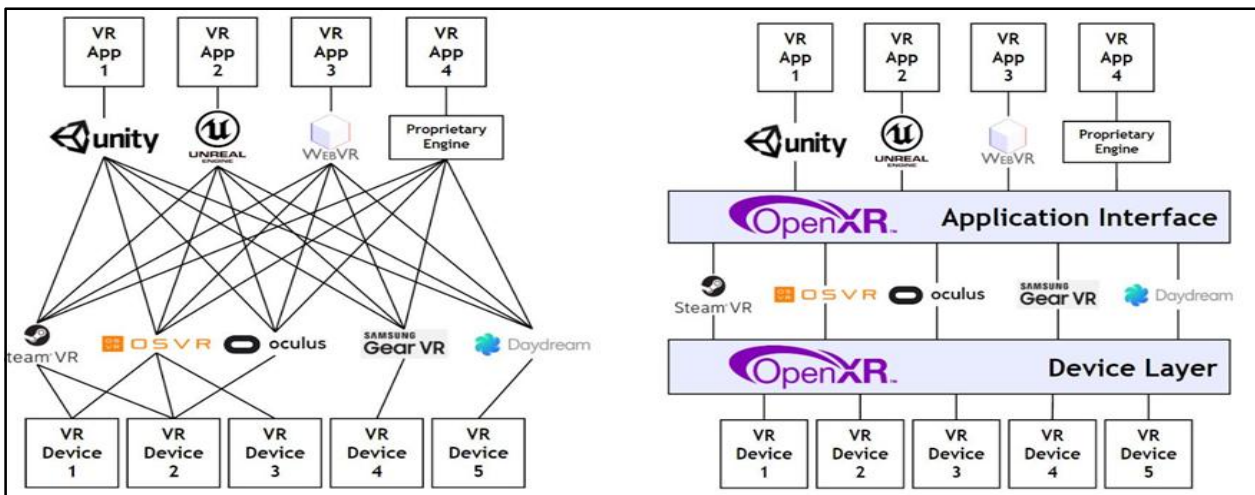 VR
App
1
VR
App
2
VR
App
3
VR
App
4
unity
UNREAL
ENGINE
WEBVR
Proprietary
Engine
teamVR
OSVR
oculus
SAMSUNG
Gear VR
Daydream
VR
Device
1
VR
Device
2
VR
Device
3
VR
Device
4
VR
Device
5
VR
App
1
VR
App
2
VR
App
3
VR
App
4
unity
UNREAL
ENGINE
WEBVR
Proprietary
Engine
OpenXR™ Application Interface
Steam VR
OSVR
oculus
SAMSUNG
Gear VR
Daydream
OpenXR™ Device Layer
VR
Device
1
VR
Device
2
VR
Device
3
VR
Device
4
VR
Device
5